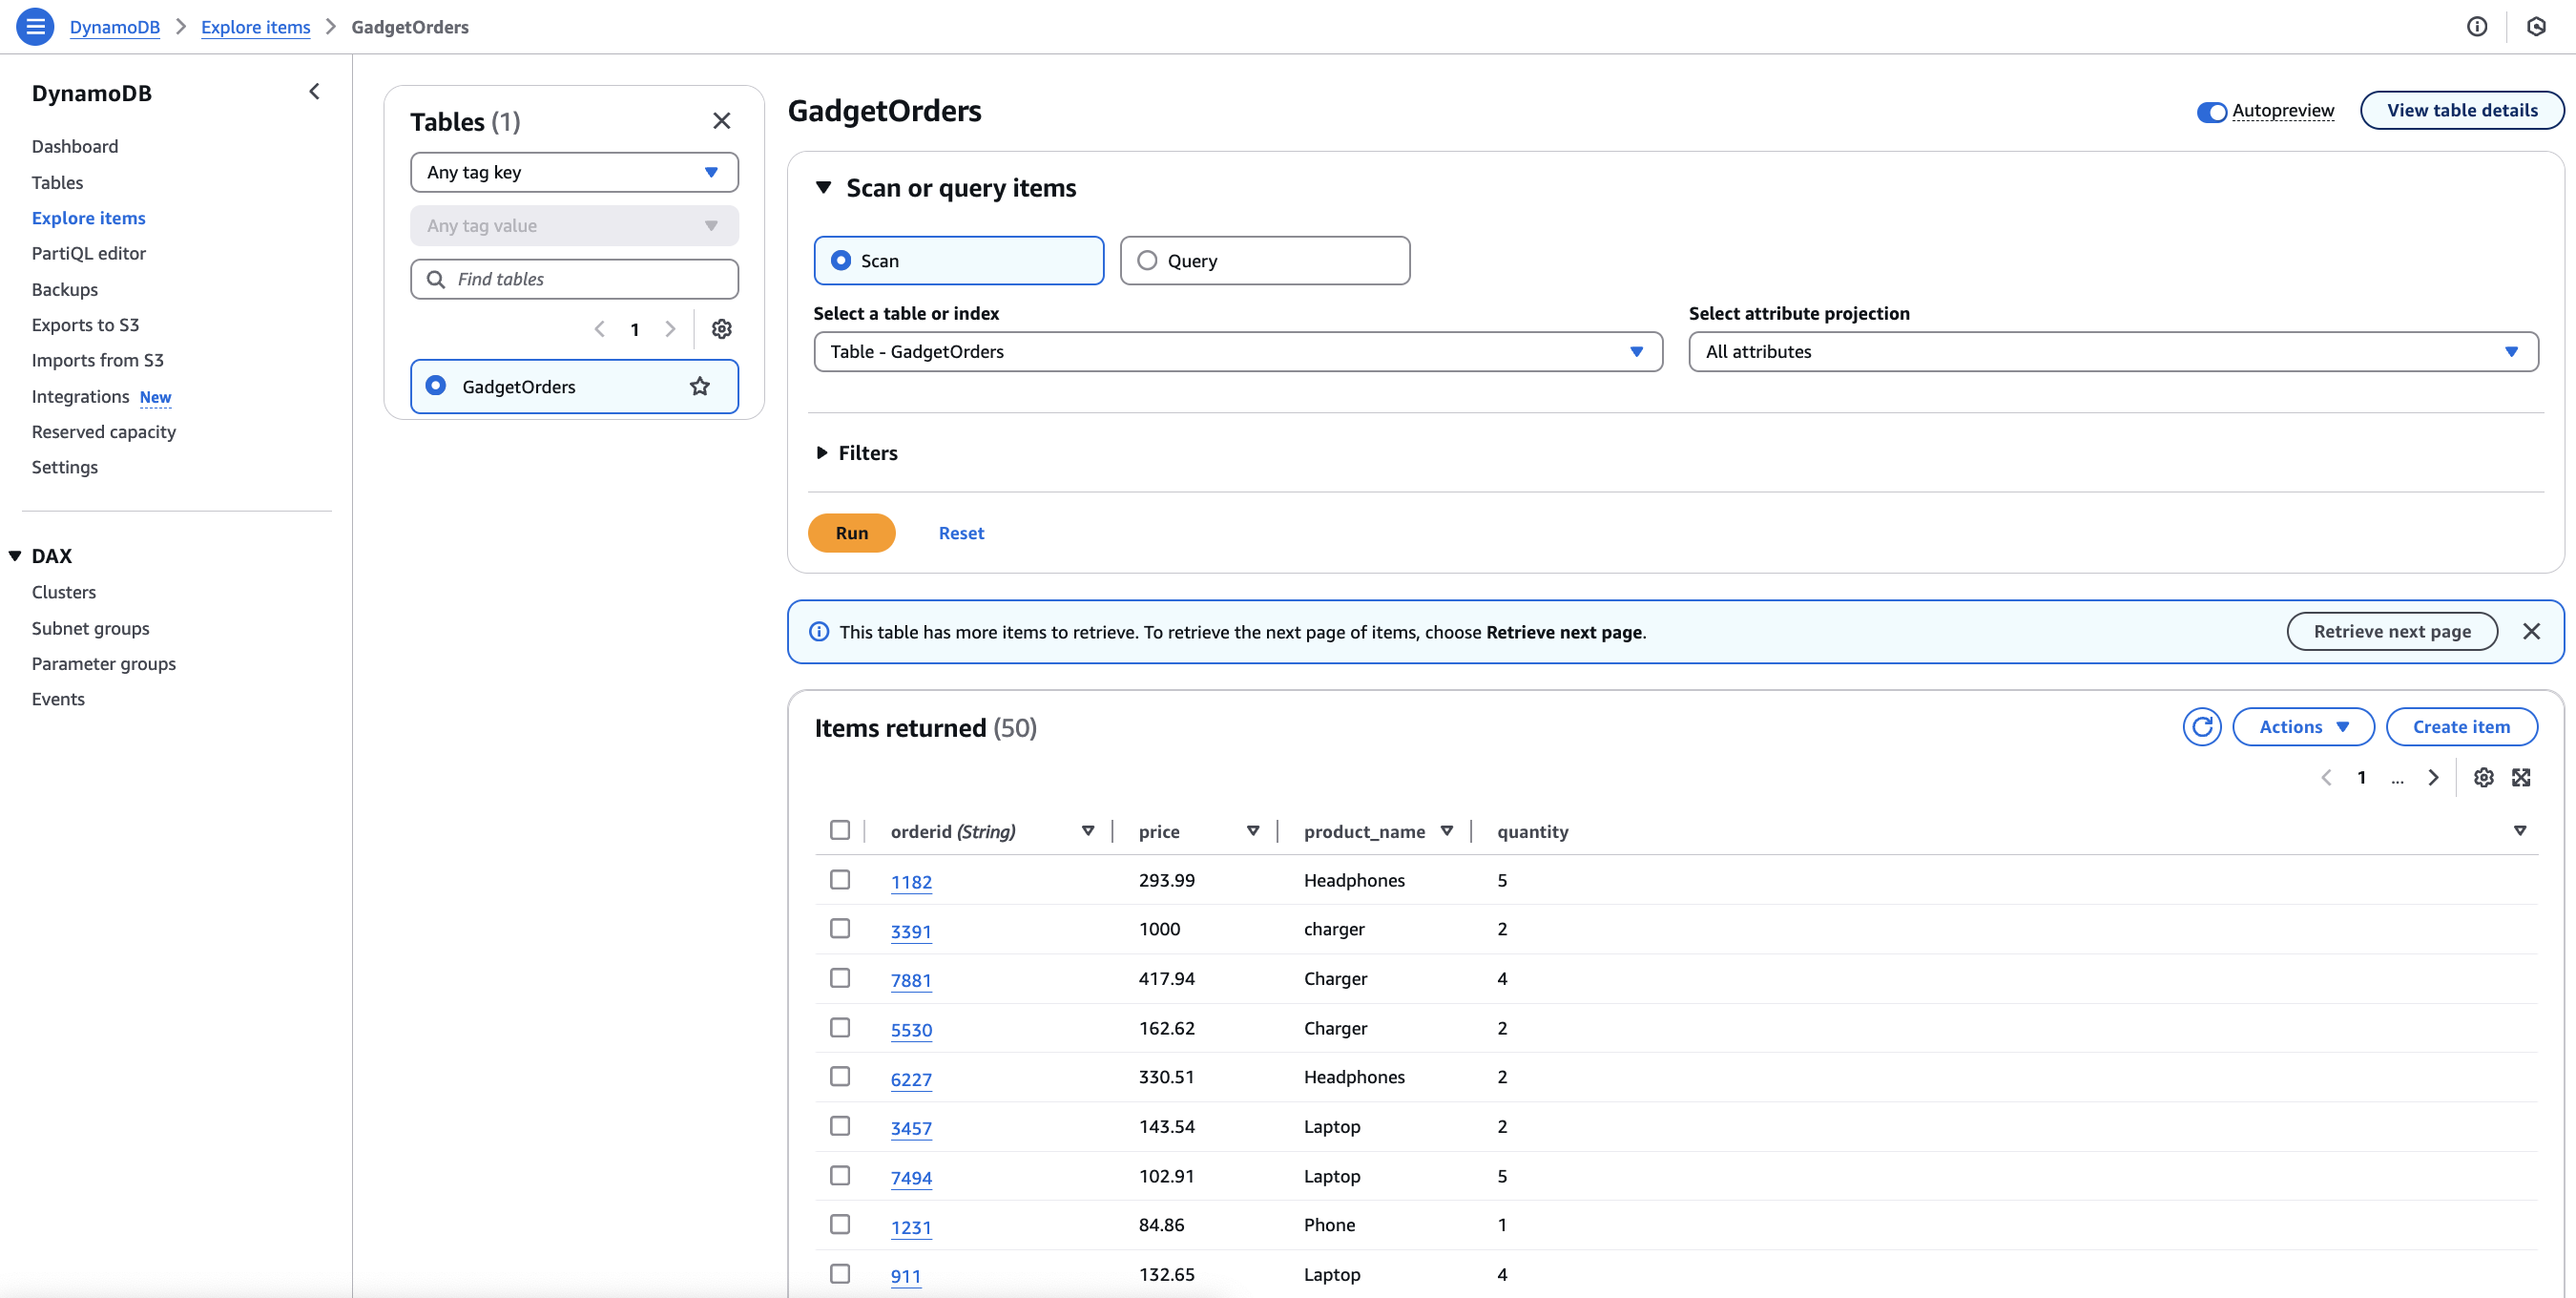 DynamoDB > Explore items > GadgetOrders
DynamoDB
Dashboard
Tables
Explore items
PartiQL editor
Backups
Exports to S3
Imports from S3
Integrations New
Reserved capacity
Settings
DAX
Clusters
Subnet groups
Parameter groups
Events
Tables (1)
Any tag key
Any tag value
Find tables
1
GadgetOrders
GadgetOrders
Autopreview
View table details
Scan or query items
Scan
Query
Select a table or index
Table - GadgetOrders
Select attribute projection
All attributes
Filters
Run
Reset
This table has more items to retrieve. To retrieve the next page of items, choose Retrieve next page.
Retrieve next page
Items returned (50)
Actions
Create item
1 ...
orderid (String) price product_name quantity
1182 293.99 Headphones 5
3391 1000 charger 2
7881 417.94 Charger 4
5530 162.62 Charger 2
6227 330.51 Headphones 2
3457 143.54 Laptop 2
7494 102.91 Laptop 5
1231 84.86 Phone 1
911 132.65 Laptop 4